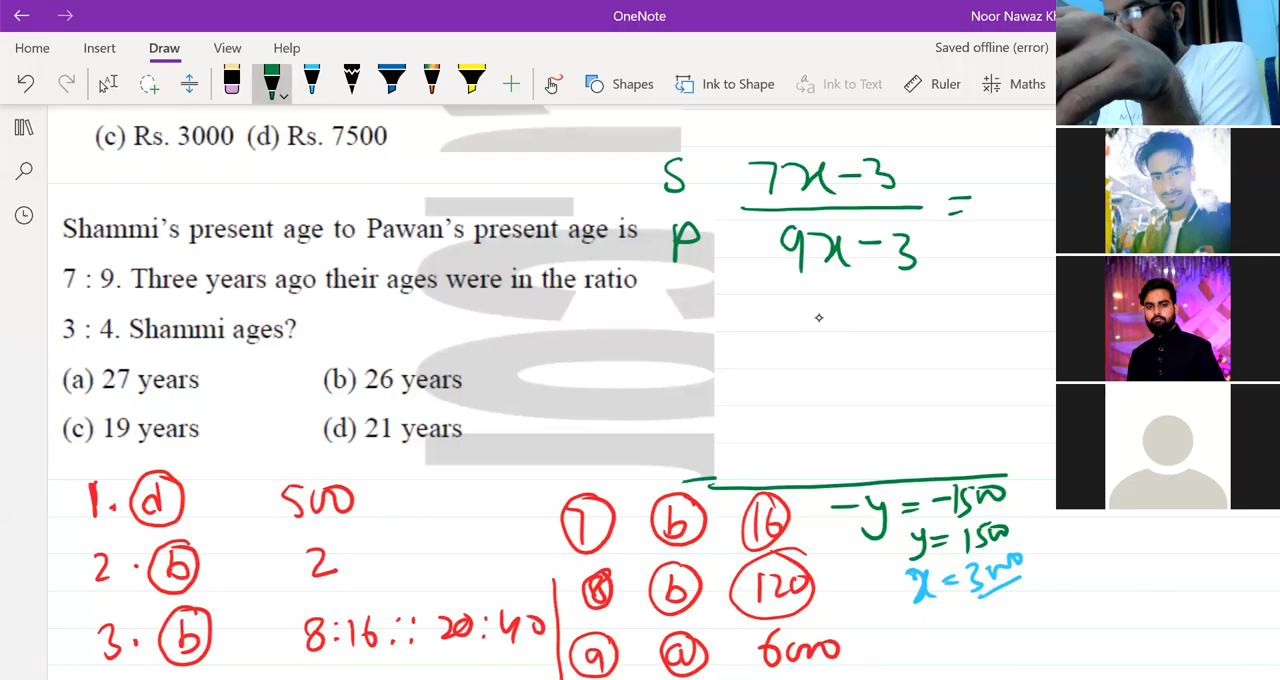 OneNote
Noor Nawaz Kh
Home Insert Draw View Help
Saved offline (error)
Shapes Ink to Shape Ink to Text Ruler Maths
(c) Rs. 3000 (d) Rs. 7500
Shammi's present age to Pawan's present age is
7 : 9. Three years ago their ages were in the ratio
3 : 4. Shammi ages?
(a) 27 years (b) 26 years
(c) 19 years (d) 21 years
S 7x-3 =
P 9x-3
-y = -1500
y = 1500
x = 3000
1. d 500
2. b 2
3. b 8:16 :: 20:40
7 b 16
8 b 120
9 a 6000